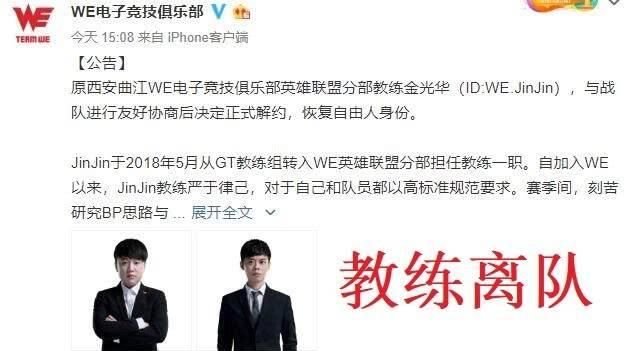 WE电子竞技俱乐部
TEAM WE
今天 15:08 来自 iPhone客户端
【公告】
原西安曲江WE电子竞技俱乐部英雄联盟分部教练金光华（ID:WE.JinJin），与战
队进行友好协商后决定正式解约，恢复自由人身份。
JinJin于2018年5月从GT教练组转入WE英雄联盟分部担任教练一职。自加入WE
以来，JinJin教练严于律己，对于自己和队员都以高标准规范要求。赛季间，刻苦
研究BP思路与 ... 展开全文
教练离队